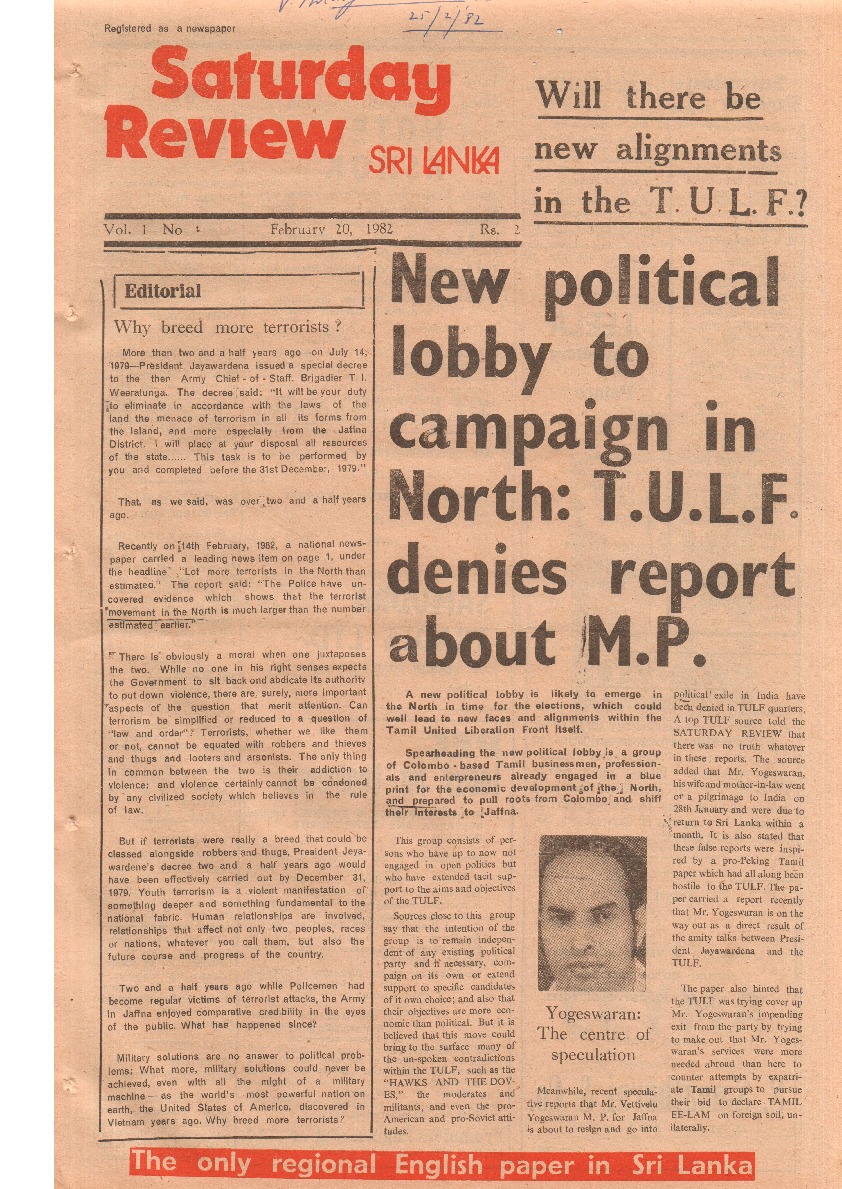 25/2/82
Registered as a newspaper
Saturday
Review
SRI LANKA
Will there be
new alignments
in the T.U.L.F.?
Vol. 1 No February 20, 1982 Rs. 2
Editorial
Why breed more terrorists ?
More than two and a half years ago on July 14,
1979—President Jayawardena issued a special decree
to the then Army Chief - of - Staff. Brigadier T. I.
Weeratunga. The decree said: "It will be your duty
to eliminate in accordance with the laws of the
land the menace of terrorism in all its forms from
the Island, and more especially from the Jaffna
District. I will place at your disposal all resources
of the state...... This task is to be performed by
you and completed before the 31st December, 1979."
That, as we said, was over two and a half years
ago.
Recently on 14th February, 1982, a national news-
paper carried a leading news item on page 1, under
the headline "Lot more terrorists in the North than
estimated." The report said: "The Police have un-
covered evidence which shows that the terrorist
movement in the North is much larger than the number
estimated earlier."
There is obviously a moral when one juxtaposes
the two. While no one in his right senses expects
the Government to sit back and abdicate its authority
to put down violence, there are, surely, more important
aspects of the question that merit attention. Can
terrorism be simplified or reduced to a question of
"law and order"? Terrorists, whether we like them
or not, cannot be equated with robbers and thieves
and thugs and looters and arsonists. The only thing
in common between the two is their addiction to
violence; and violence certainly cannot be condoned
by any civilized society which believes in the rule
of law.
But if terrorists were really a breed that could be
classed alongside robbers and thugs, President Jeya-
wardene's decree two and a half years ago would
have been effectively carried out by December 31,
1979. Youth terrorism is a violent manifestation of
something deeper and something fundamental to the
national fabric. Human relationships are involved,
relationships that affect not only two peoples, races
or nations, whatever you call them, but also the
future course and progress of the country.
Two and a half years ago while Policemen had
become regular victims of terrorist attacks, the Army
in Jaffna enjoyed comparative credibility in the eyes
of the public. What has happened since?
Military solutions are no answer to political prob-
lems; What more, military solutions could never be
achieved, even with all the might of a military
machine — as the world's most powerful nation on
earth, the United States of America, discovered in
Vietnam years ago. Why breed more terrorists?
New political
lobby to
campaign in
North: T.U.L.F.
denies report
about M.P.
A new political lobby is likely to emerge in
the North in time for the elections, which could
well lead to new faces and alignments within the
Tamil United Liberation Front itself.
Spearheading the new political lobby is a group
of Colombo - based Tamil businessmen, profession-
als and enterpreneurs already engaged in a blue
print for the economic development of the North,
and prepared to pull roots from Colombo and shift
their interests to Jaffna.
This group consists of per-
sons who have up to now not
engaged in open politics but
who have extended tacit sup-
port to the aims and objectives
of the TULF.
Sources close to this group
say that the intention of the
group is to remain indepen-
dent of any existing political
party and if necessary, com-
paign on its own or extend
support to specific candidates
of it own choice; and also that
their objectives are more eco-
nomic than political. But it is
believed that this move could
bring to the surface many of
the un-spoken contradictions
within the TULF, such as the
"HAWKS AND THE DOV-
ES," the moderates and
militants, and even the pro-
American and pro-Soviet atti-
tudes.
Yogeswaran:
The centre of
speculation
Meanwhile, recent specula-
tive reports that Mr. Vettivelu
Yogeswaran M. P. for Jaffna
is about to resign and go into
political exile in India have
been denied in TULF quarters.
A top TULF source told the
SATURDAY REVIEW that
there was no truth whatever
in these reports. The source
added that Mr. Yogeswaran,
his wife and mother-in-law went
or a pilgrimage to India on
28th January and were due to
return to Sri Lanka within a
month. It is also stated that
these false reports were inspi-
red by a pro-Peking Tamil
paper which had all along been
hostile to the TULF. The pa-
per carried a report recently
that Mr. Yogeswaran is on the
way out as a direct result of
the amity talks between Presi-
dent Jayawardena and the
TULF.
The paper also hinted that
the TULF was trying cover up
Mr. Yogeswaran's impending
exit from the party by trying
to make out that Mr. Yoges-
waran's services were more
needed abroad than here to
counter attempts by expatri-
ate Tamil groups to pursue
their bid to declare TAMIL
EE-LAM on foreign soil, un-
ilaterally.
The only regional English paper in Sri Lanka